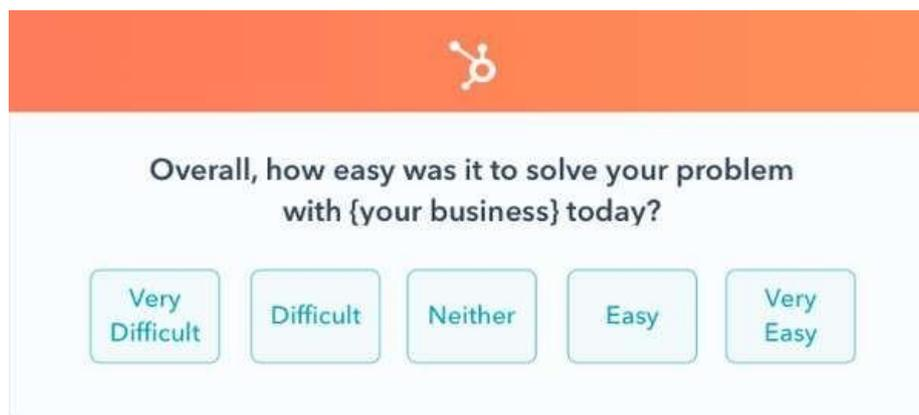 Overall, how easy was it to solve your problem
with {your business} today?
Very
Difficult
Difficult
Neither
Easy
Very
Easy